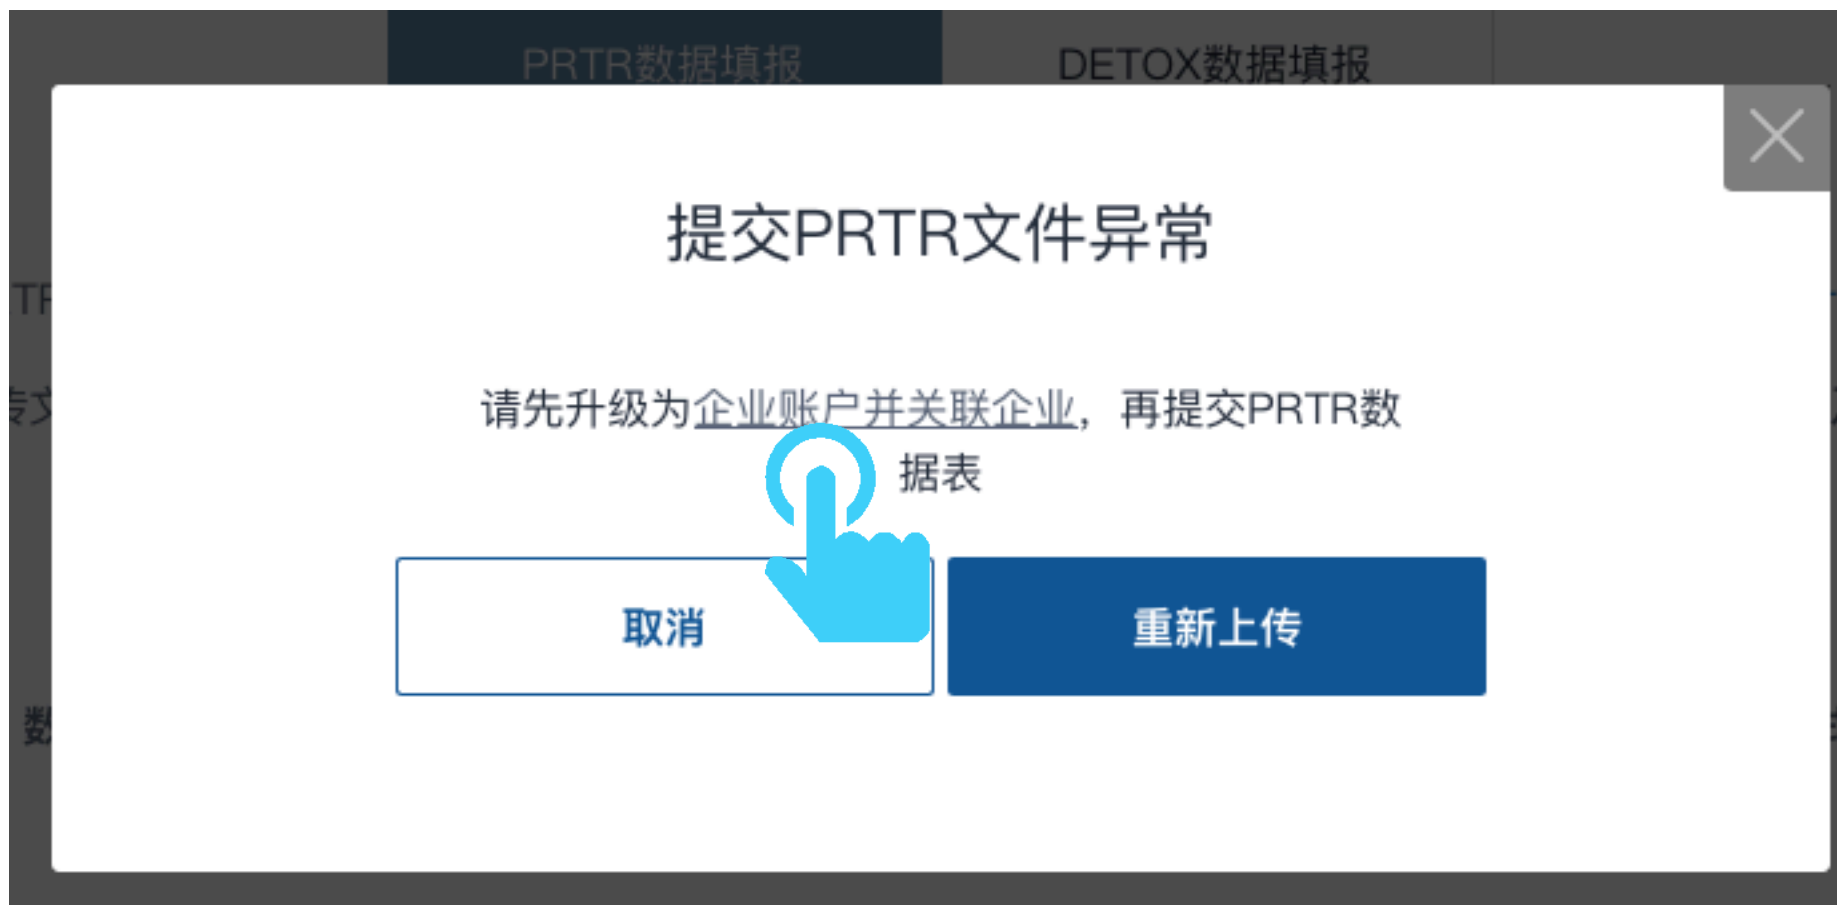 PRTR数据填报
DETOX数据填报
提交PRTR文件异常
请先升级为企业账户并关联企业，再提交PRTR数
据表
取消
重新上传
数